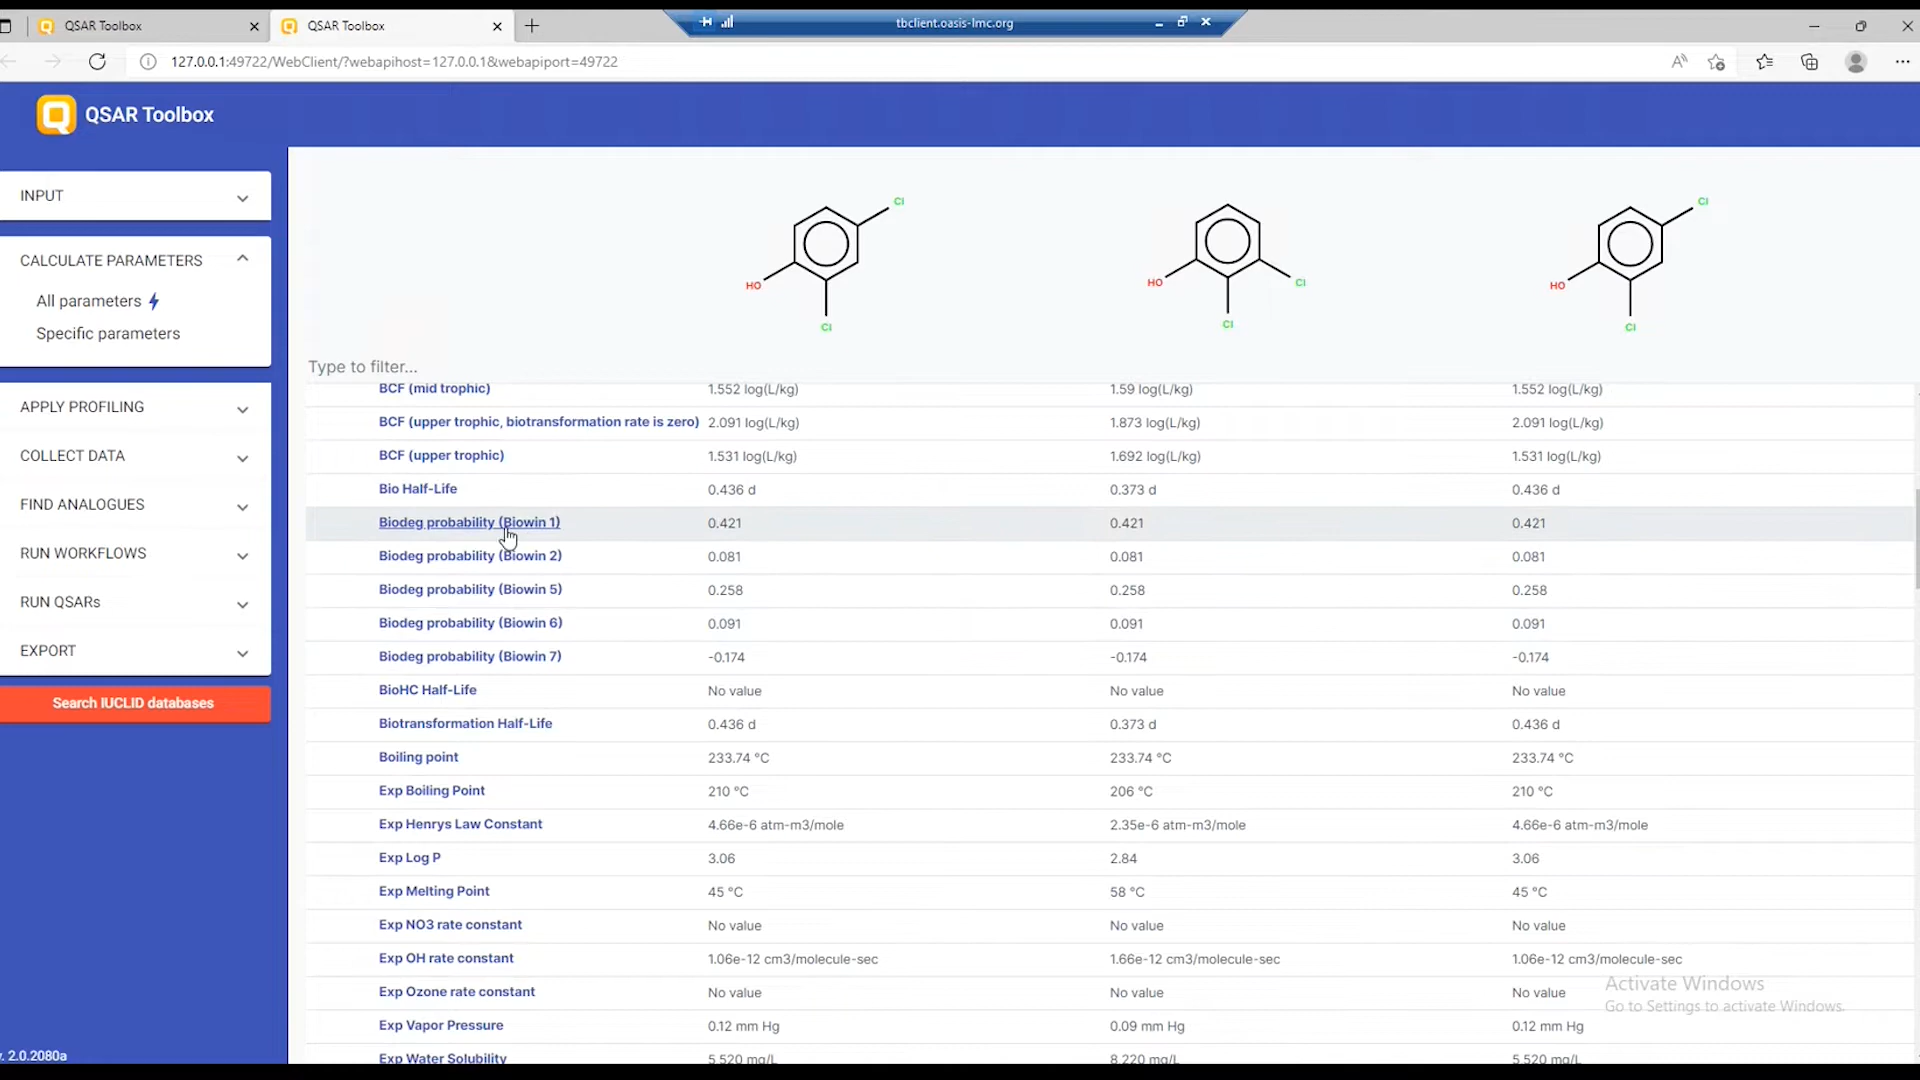 QSAR Toolbox
QSAR Toolbox
tbclient.oasis-lmc.org
127.0.0.1:49722/WebClient/?webapihost=127.0.0.1&webapiport=49722
QSAR Toolbox
INPUT
CALCULATE PARAMETERS
All parameters
Specific parameters
APPLY PROFILING
COLLECT DATA
FIND ANALOGUES
RUN WORKFLOWS
RUN QSARs
EXPORT
Search IUCLID databases
v. 2.0.2080a
HO Cl Cl
HO Cl Cl
HO Cl Cl
Type to filter...
BCF (mid trophic) 1.552 log(L/kg) 1.59 log(L/kg) 1.552 log(L/kg)
BCF (upper trophic, biotransformation rate is zero) 2.091 log(L/kg) 1.873 log(L/kg) 2.091 log(L/kg)
BCF (upper trophic) 1.531 log(L/kg) 1.692 log(L/kg) 1.531 log(L/kg)
Bio Half-Life 0.436 d 0.373 d 0.436 d
Biodeg probability (Biowin 1) 0.421 0.421 0.421
Biodeg probability (Biowin 2) 0.081 0.081 0.081
Biodeg probability (Biowin 5) 0.258 0.258 0.258
Biodeg probability (Biowin 6) 0.091 0.091 0.091
Biodeg probability (Biowin 7) -0.174 -0.174 -0.174
BioHC Half-Life No value No value No value
Biotransformation Half-Life 0.436 d 0.373 d 0.436 d
Boiling point 233.74 °C 233.74 °C 233.74 °C
Exp Boiling Point 210 °C 206 °C 210 °C
Exp Henrys Law Constant 4.66e-6 atm-m3/mole 2.35e-6 atm-m3/mole 4.66e-6 atm-m3/mole
Exp Log P 3.06 2.84 3.06
Exp Melting Point 45 °C 58 °C 45 °C
Exp NO3 rate constant No value No value No value
Exp OH rate constant 1.06e-12 cm3/molecule-sec 1.66e-12 cm3/molecule-sec 1.06e-12 cm3/molecule-sec
Exp Ozone rate constant No value No value No value
Exp Vapor Pressure 0.12 mm Hg 0.09 mm Hg 0.12 mm Hg
Exp Water Solubility 5.520 mg/L 8.220 mg/L 5.520 mg/L
Activate Windows
Go to Settings to activate Windows.